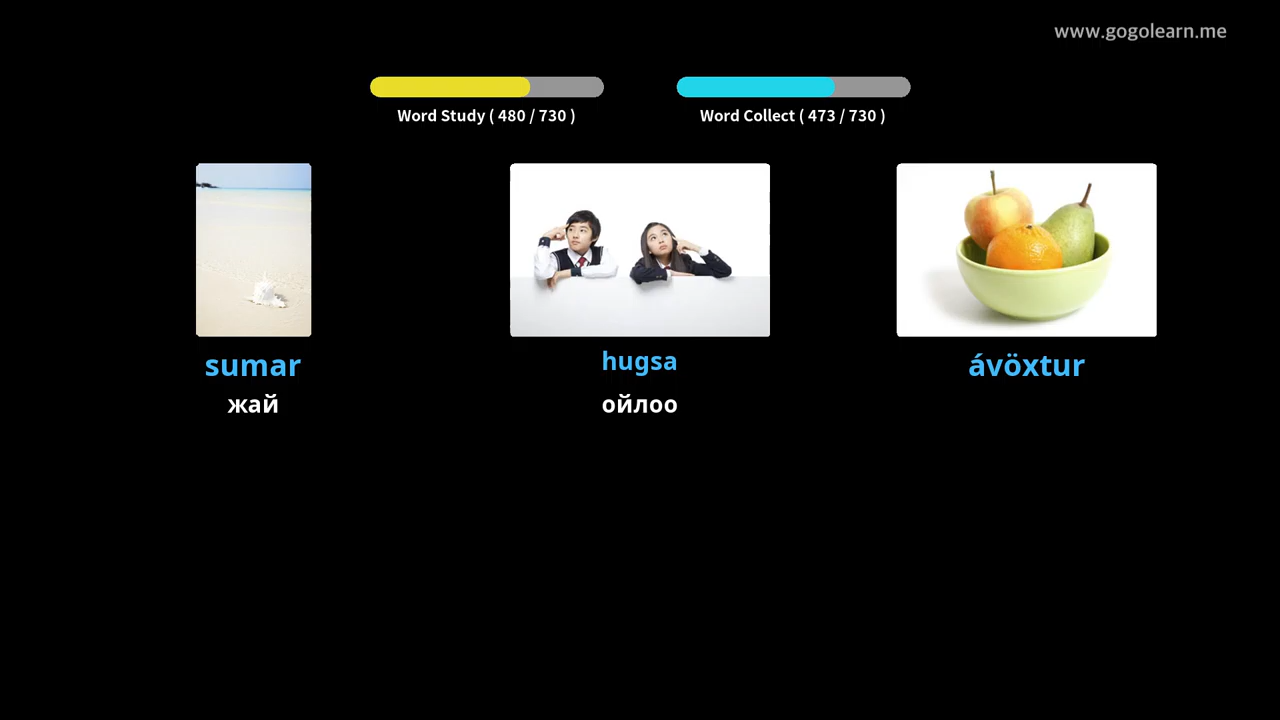 www.gogolearn.me
Word Study ( 480 / 730 )
Word Collect ( 473 / 730 )
sumar
жай
hugsa
ойлоо
ávöxtur